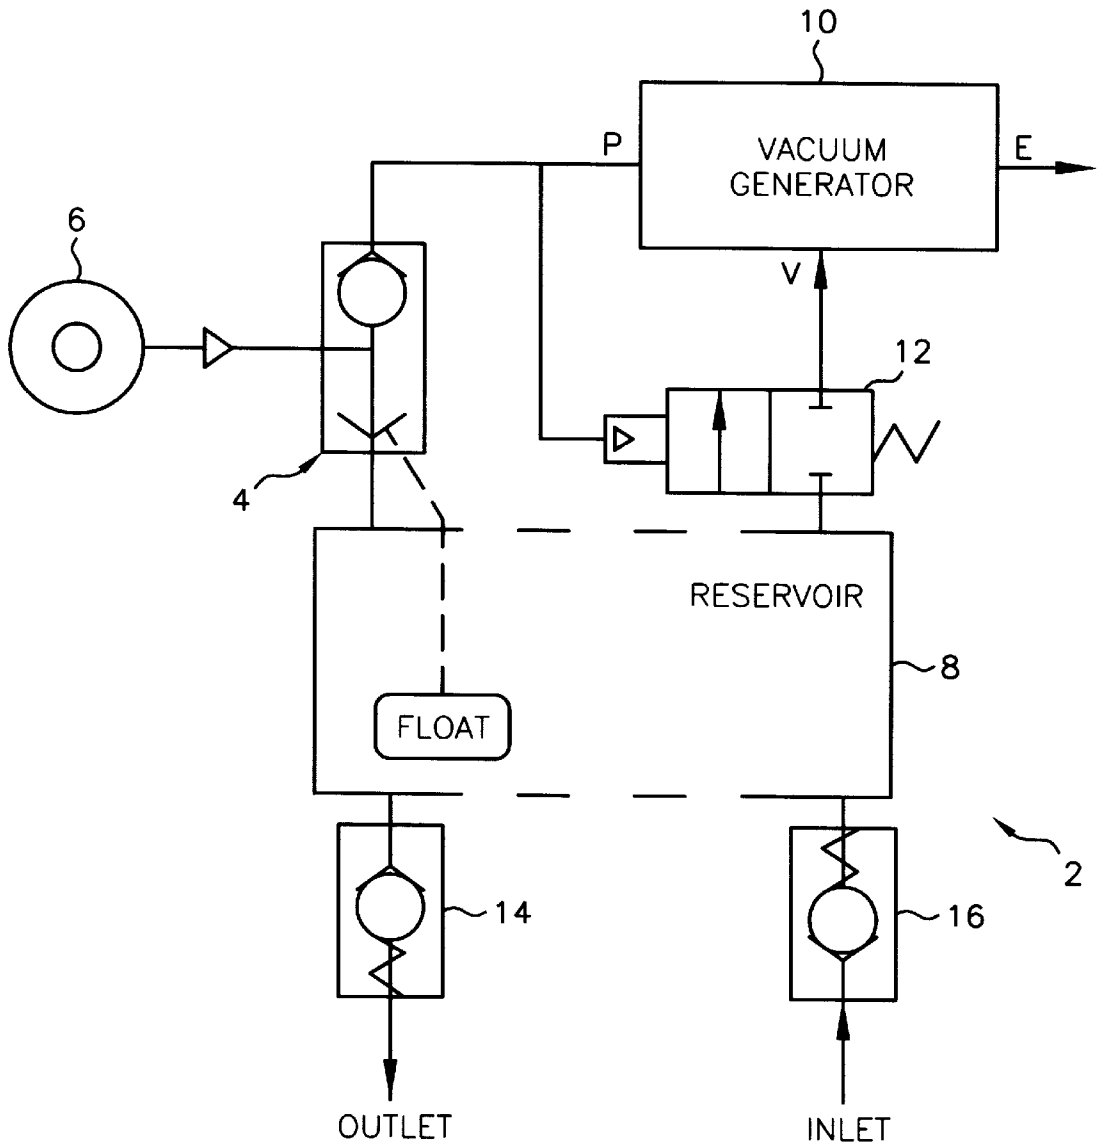 10
VACUUM
GENERATOR
P
E
6
V
12
4
RESERVOIR
8
FLOAT
2
14
16
OUTLET
INLET